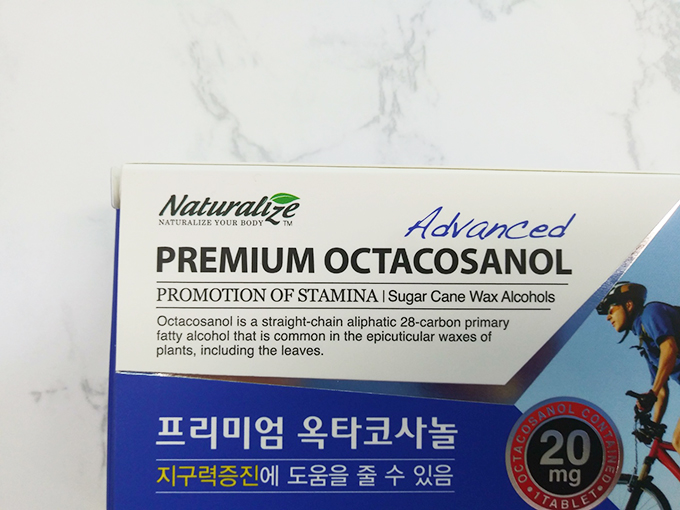 Naturalize
NATURALIZE YOUR BODY TM
Advanced
PREMIUM OCTACOSANOL
PROMOTION OF STAMINA | Sugar Cane Wax Alcohols
Octacosanol is a straight-chain aliphatic 28-carbon primary
fatty alcohol that is common in the epicuticular waxes of
plants, including the leaves.
프리미엄 옥타코사놀
지구력증진에 도움을 줄 수 있음
OCTACOSANOL CONTAINED
20
mg
• 1TABLET •